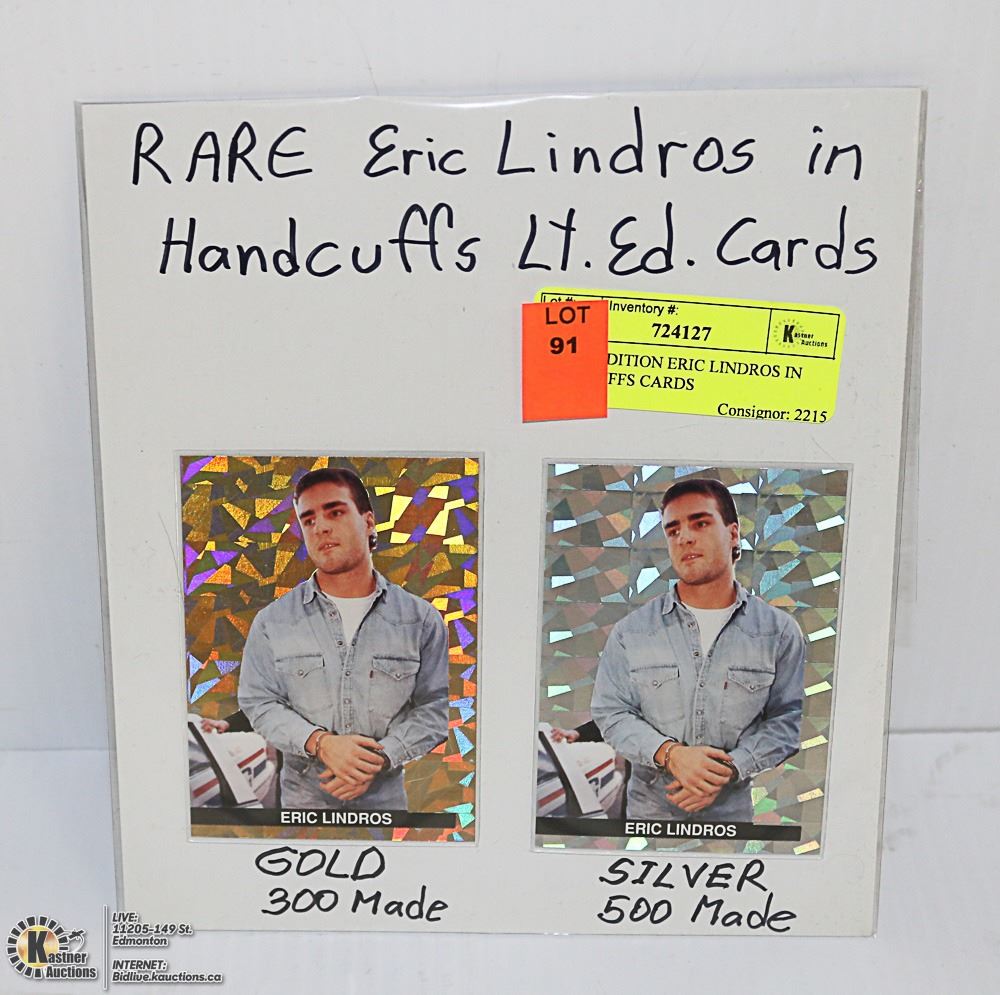 RARE Eric Lindros in
Handcuffs Lt. Ed. Cards
Inventory #:
724127
Kastner
Auctions
LOT
91
DITION ERIC LINDROS IN
FFS CARDS
Consignor: 2215
ERIC LINDROS
ERIC LINDROS
GOLD
300 Made
SILVER
500 Made
Kastner
Auctions
LIVE:
11205-149 St.
Edmonton
INTERNET:
Bidlive.kauctions.ca